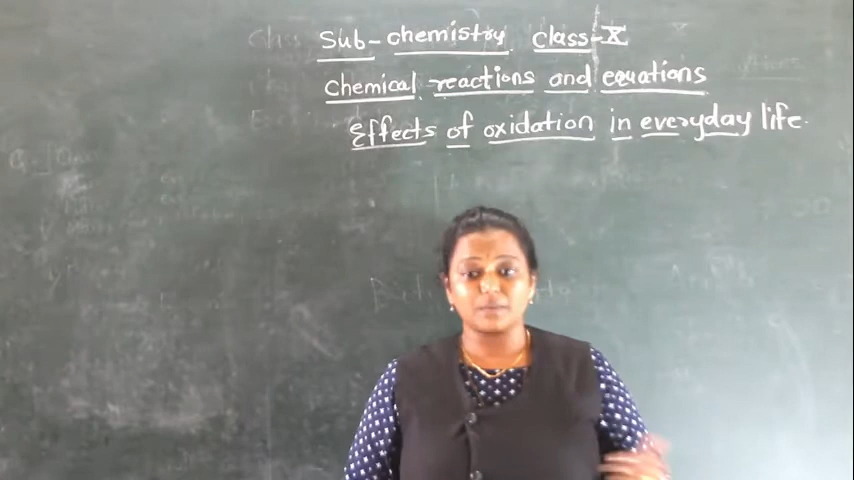 Sub-chemistry class-X
chemical reactions and equations
Effects of oxidation in everyday life.